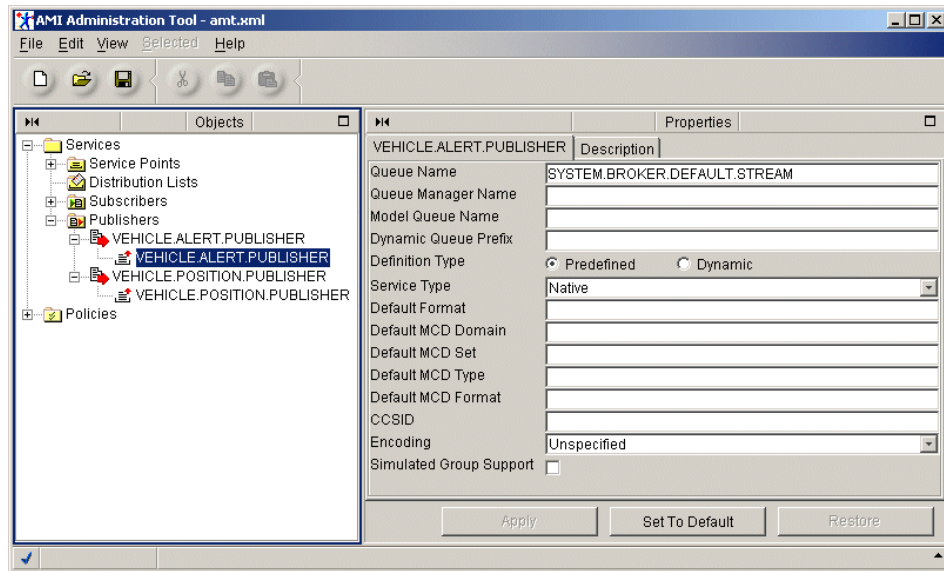 AMI Administration Tool - amt.xml
File Edit View Selected Help
Objects
Services
Service Points
Distribution Lists
Subscribers
Publishers
VEHICLE.ALERT.PUBLISHER
VEHICLE.ALERT.PUBLISHER
VEHICLE.POSITION.PUBLISHER
VEHICLE.POSITION.PUBLISHER
Policies
Properties
VEHICLE.ALERT.PUBLISHER Description
Queue Name SYSTEM.BROKER.DEFAULT.STREAM
Queue Manager Name
Model Queue Name
Dynamic Queue Prefix
Definition Type Predefined Dynamic
Service Type Native
Default Format
Default MCD Domain
Default MCD Set
Default MCD Type
Default MCD Format
CCSID
Encoding Unspecified
Simulated Group Support
Apply Set To Default Restore